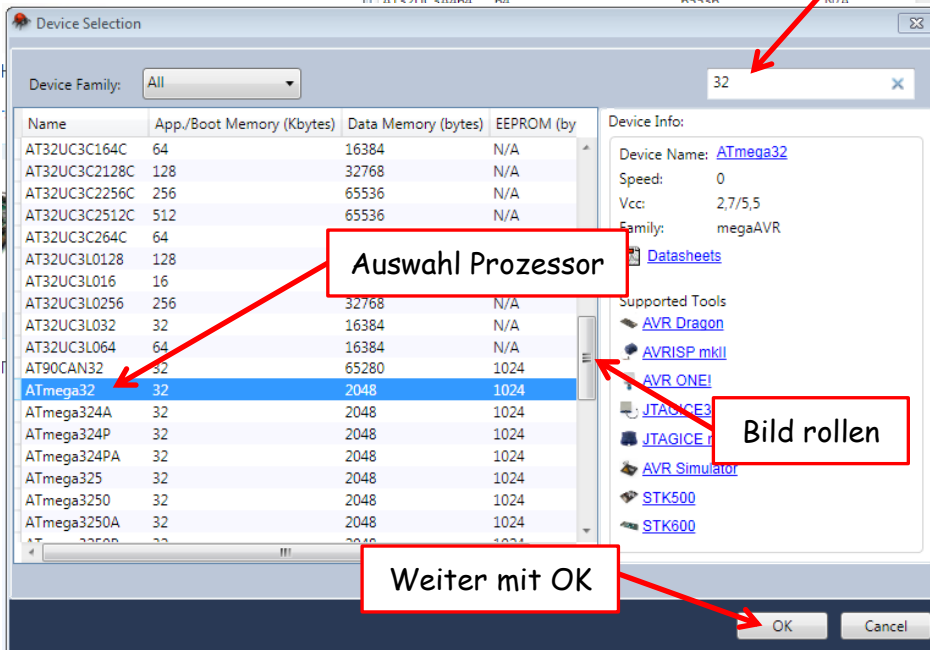 Device Selection
Device Family: All 32
Name App./Boot Memory (Kbytes) Data Memory (bytes) EEPROM (by
AT32UC3C164C 64 16384 N/A
AT32UC3C2128C 128 32768 N/A
AT32UC3C2256C 256 65536 N/A
AT32UC3C2512C 512 65536 N/A
AT32UC3C264C 64
AT32UC3L0128 128
AT32UC3L016 16
AT32UC3L0256 256 32768 N/A
AT32UC3L032 32 16384 N/A
AT32UC3L064 64 16384 N/A
AT90CAN32 32 65280 1024
ATmega32 32 2048 1024
ATmega324A 32 2048 1024
ATmega324P 32 2048 1024
ATmega324PA 32 2048 1024
ATmega325 32 2048 1024
ATmega3250 32 2048 1024
ATmega3250A 32 2048 1024
Device Info:
Device Name: ATmega32
Speed: 0
Vcc: 2,7/5,5
Family: megaAVR
Datasheets
Supported Tools
AVR Dragon
AVRISP mkII
AVR ONE!
JTAGICE3
JTAGICE
AVR Simulator
STK500
STK600
Auswahl Prozessor
Bild rollen
Weiter mit OK
OK Cancel